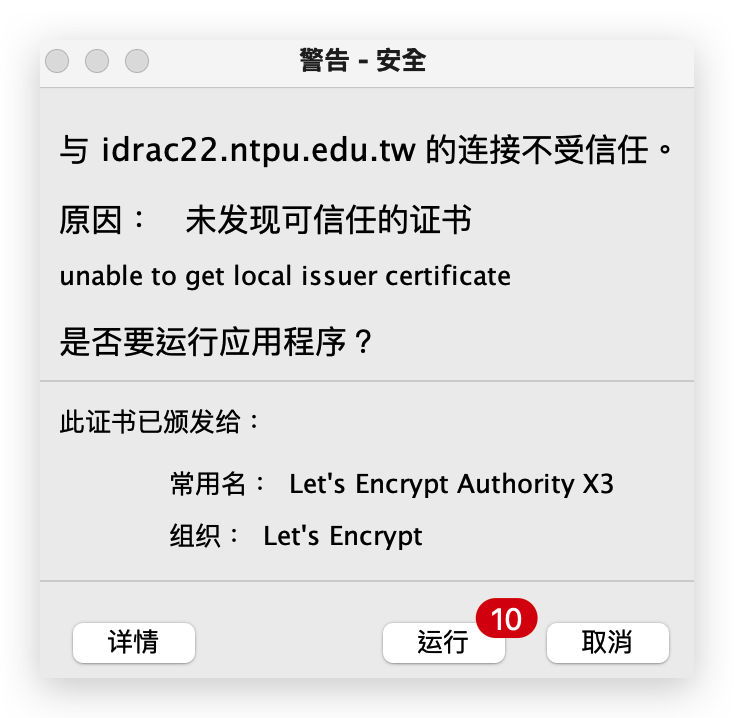 警告 - 安全
与 idrac22.ntpu.edu.tw 的连接不受信任。
原因： 未发现可信任的证书
unable to get local issuer certificate
是否要运行应用程序？
此证书已颁发给：
常用名： Let's Encrypt Authority X3
组织： Let's Encrypt
详情 运行 10 取消